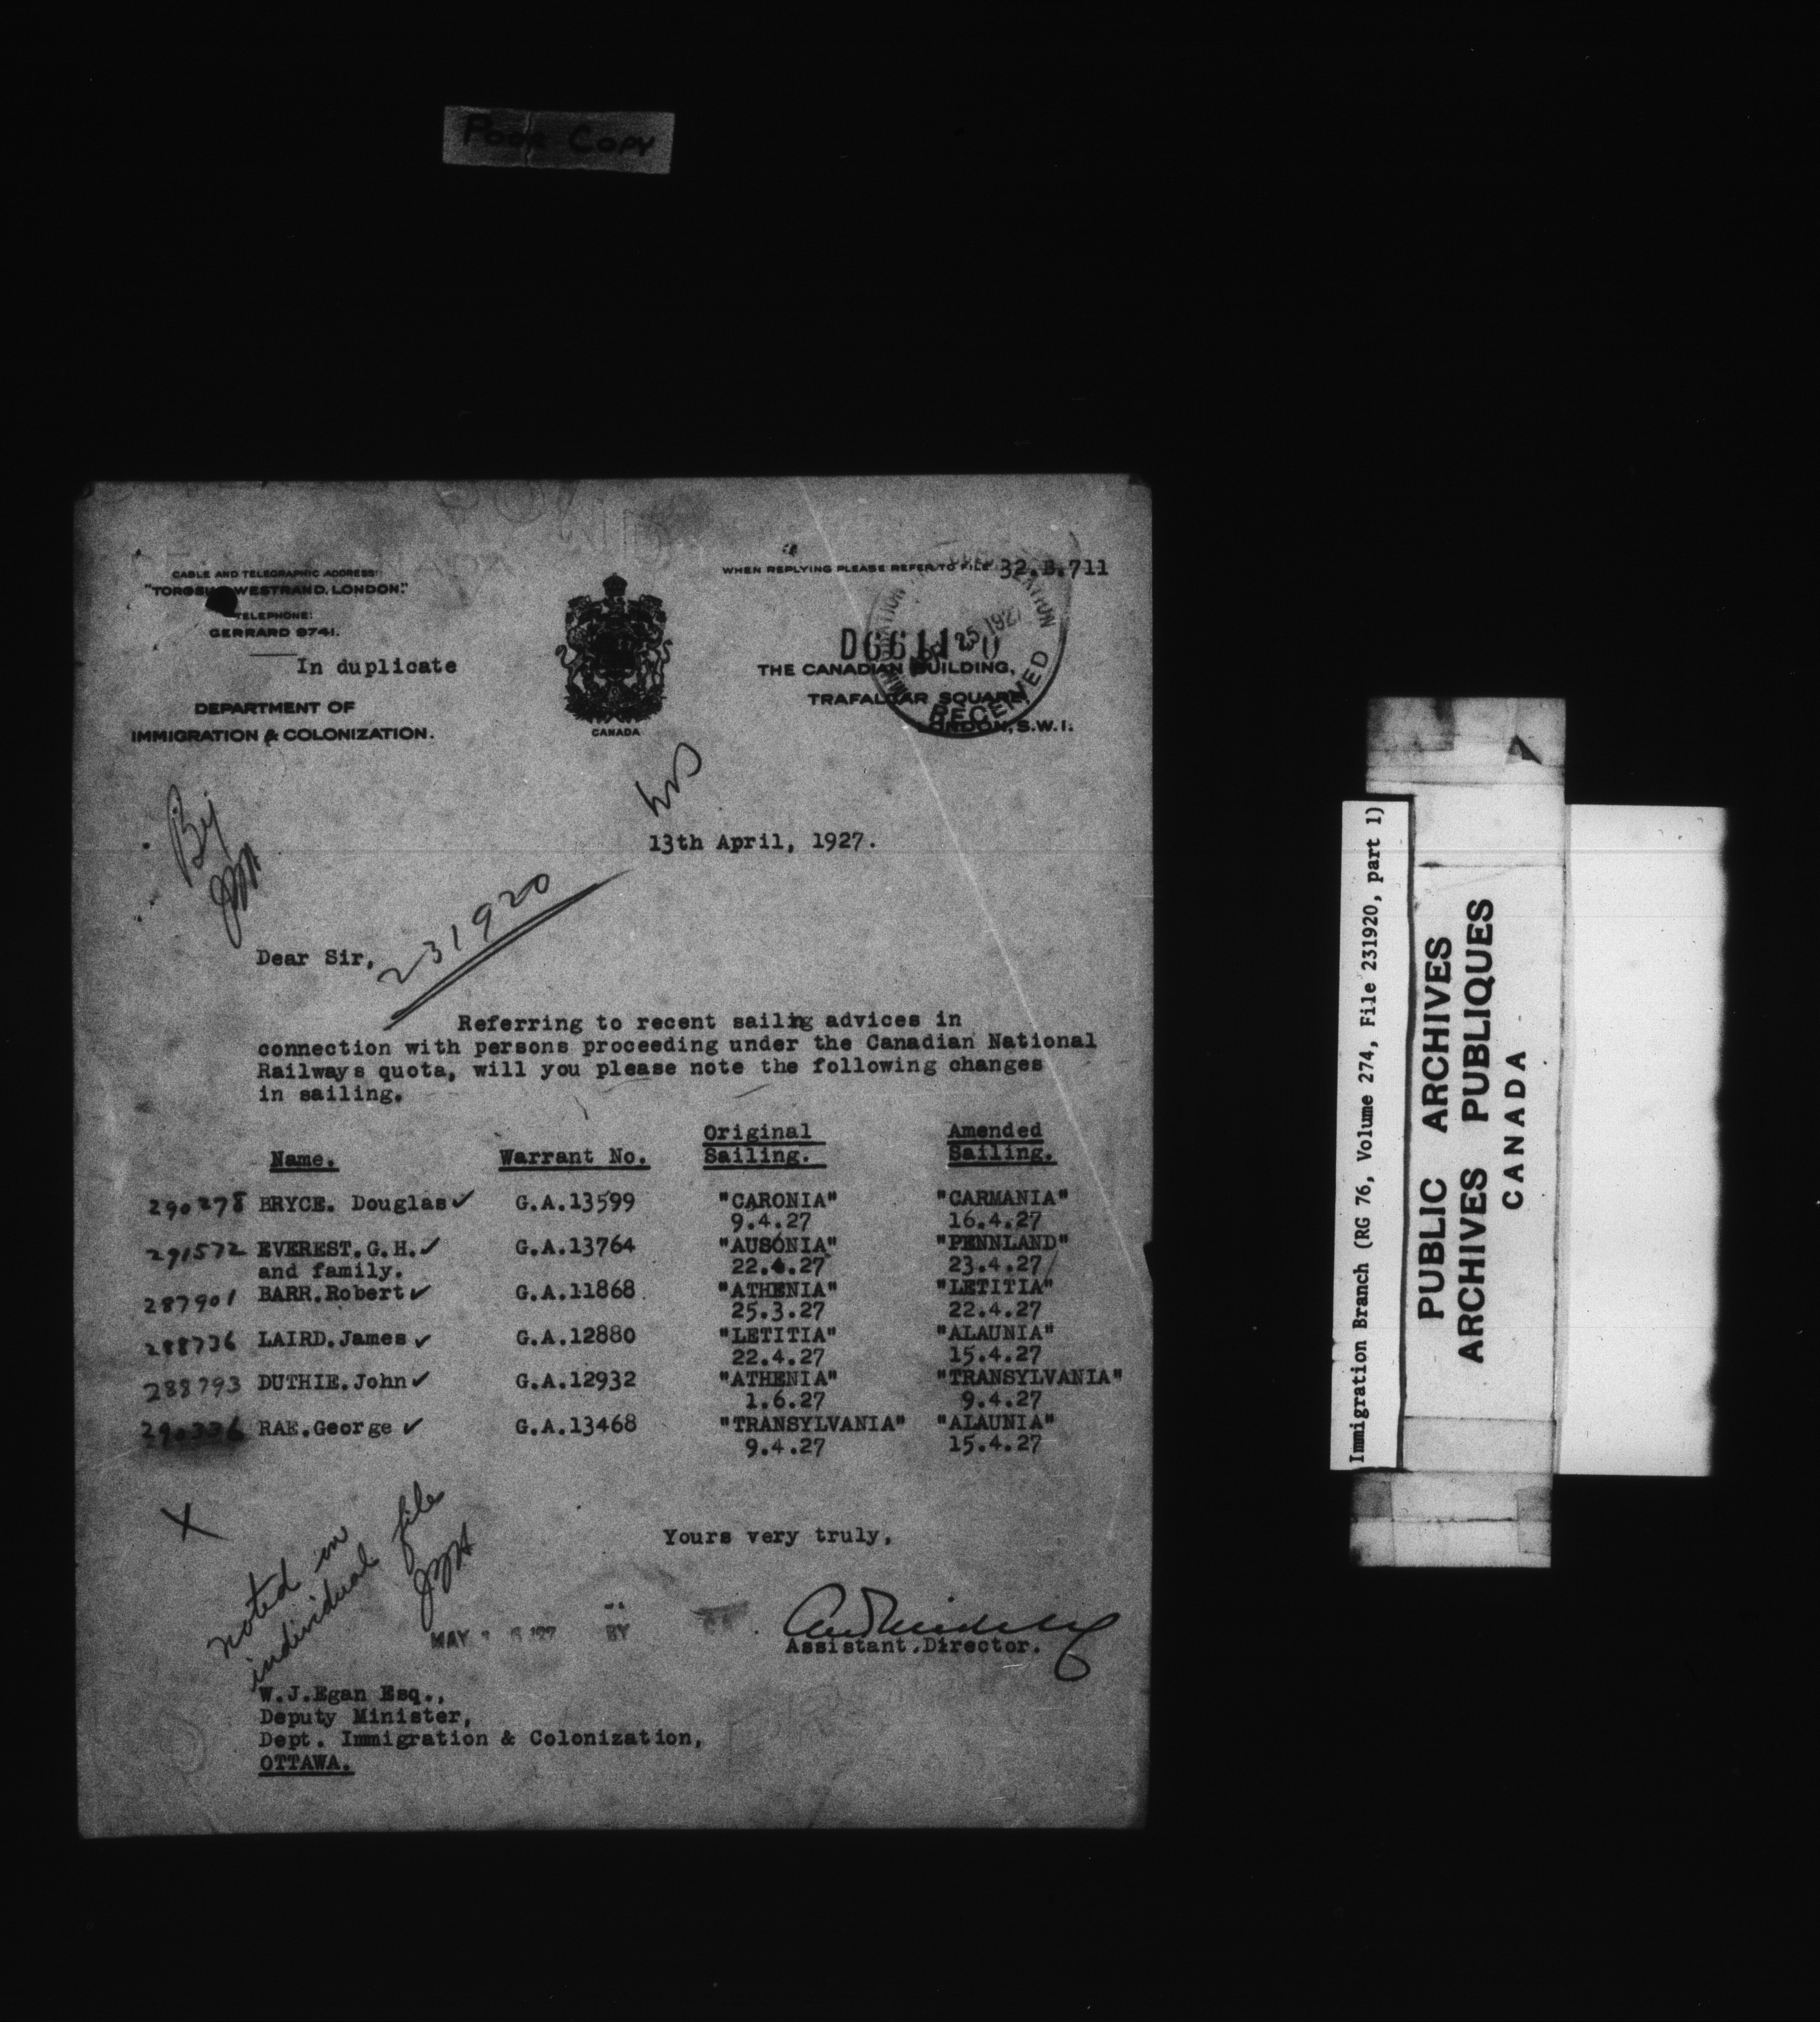 Poor Copy
CABLE AND TELEGRAPHIC ADDRESS:
WESTRAND. LONDON."
TELEPHONE:
GERRARD 9741.
In duplicate
DEPARTMENT OF
IMMIGRATION & COLONIZATION.
CANADA
WHEN REPLYING PLEASE REFER TO FILE 32.B.711
25 1927
RECEIVED
THE CANADIAN BUILDING,
TRAFALGAR SQUARE,
LONDON, S.W.1.
By
13th April, 1927.
231920
Dear Sir,
Referring to recent sailing advices in
connection with persons proceeding under the Canadian National
Railways quota, will you please note the following changes
in sailing.
Name. Warrant No. Original Sailing. Amended Sailing.
290278 BRYCE. Douglas ✓ G.A.13599 "CARONIA" "CARMANIA"
9.4.27 16.4.27
291572 EVEREST.G.H. ✓ G.A.13764 "AUSONIA" "PENNLAND"
and family. 22.4.27 23.4.27
287901 BARR.Robert ✓ G.A.11868 "ATHENIA" "LETITIA"
25.3.27 22.4.27
288736 LAIRD.James ✓ G.A.12880 "LETITIA" "ALAUNIA"
22.4.27 15.4.27
288793 DUTHIE.John ✓ G.A.12932 "ATHENIA" "TRANSYLVANIA"
1.6.27 9.4.27
290336 RAE.George ✓ G.A.13468 "TRANSYLVANIA" "ALAUNIA"
9.4.27 15.4.27
X
noted in
individual file
Yours very truly,
MAY BY
Assistant.Director.
W.J.Egan Esq.,
Deputy Minister,
Dept. Immigration & Colonization,
OTTAWA.
Immigration Branch (RG 76, Volume 274, File 231920, part 1)
PUBLIC ARCHIVES
ARCHIVES PUBLIQUES
CANADA